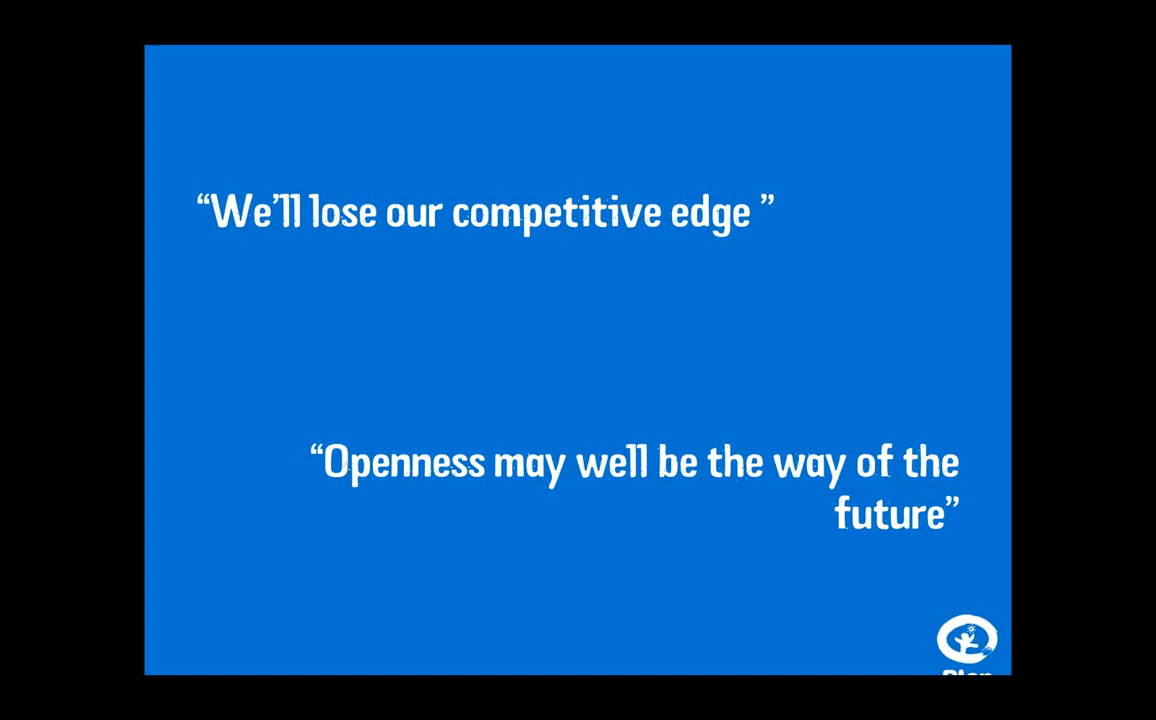 “We’ll lose our competitive edge ”
“Openness may well be the way of the
future”